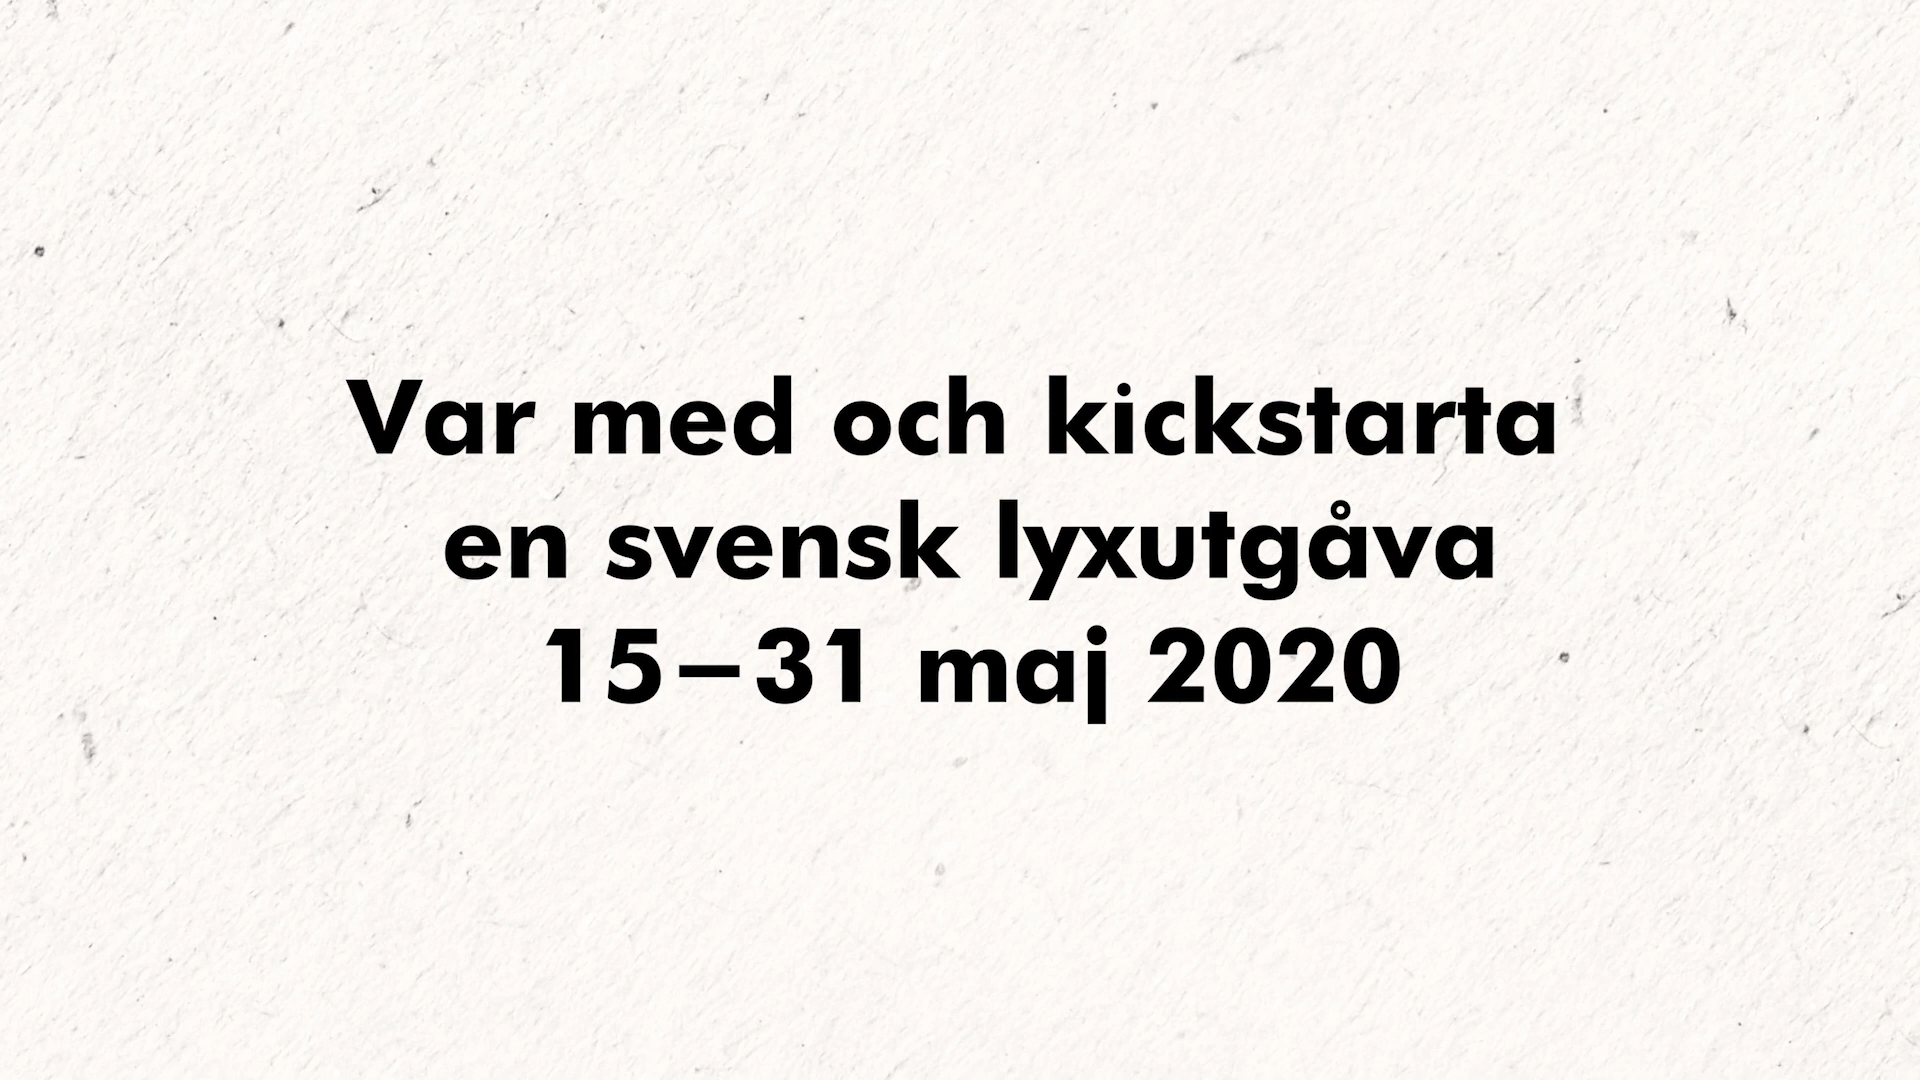 Var med och kickstarta
en svensk lyxutgåva
15–31 maj 2020